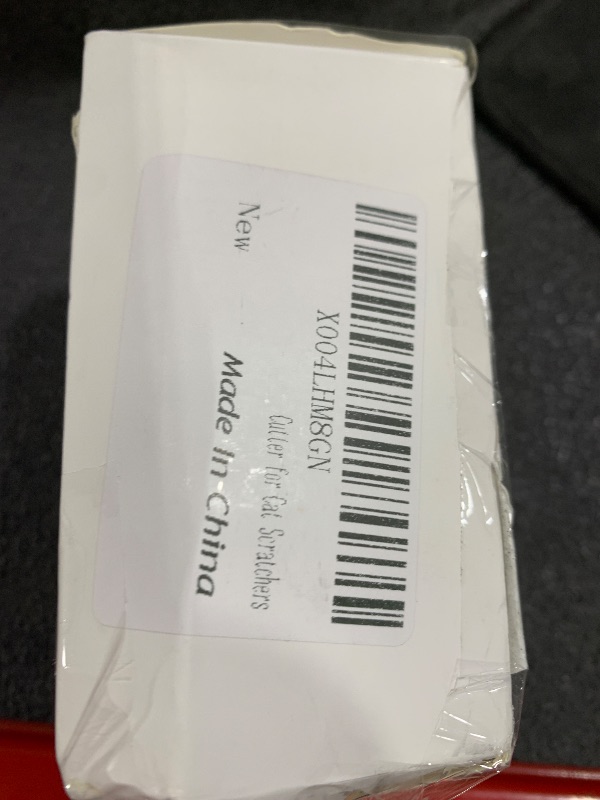 X004LHM8GN
Cutter for Cat Scratchers
New
Made In China